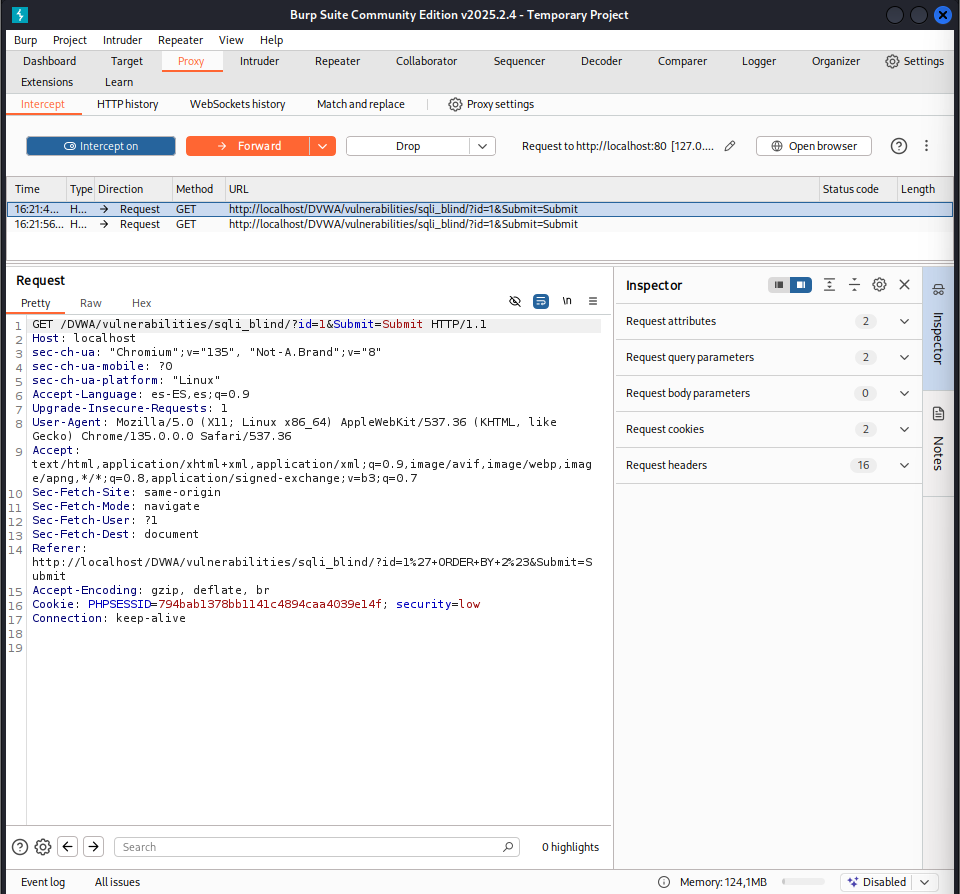 Burp Suite Community Edition v2025.2.4 - Temporary Project
Burp Project Intruder Repeater View Help
Dashboard Target Proxy Intruder Repeater Collaborator Sequencer Decoder Comparer Logger Organizer Settings
Extensions Learn
Intercept HTTP history WebSockets history Match and replace Proxy settings
Intercept on Forward Drop Request to http://localhost:80 [127.0.... Open browser
Time Type Direction Method URL Status code Length
16:21:4... H... Request GET http://localhost/DVWA/vulnerabilities/sqli_blind/?id=1&Submit=Submit
16:21:56... H... Request GET http://localhost/DVWA/vulnerabilities/sqli_blind/?id=1&Submit=Submit
Request
Pretty Raw Hex \n
1 GET /DVWA/vulnerabilities/sqli_blind/?id=1&Submit=Submit HTTP/1.1
2 Host: localhost
3 sec-ch-ua: "Chromium";v="135", "Not-A.Brand";v="8"
4 sec-ch-ua-mobile: ?0
5 sec-ch-ua-platform: "Linux"
6 Accept-Language: es-ES,es;q=0.9
7 Upgrade-Insecure-Requests: 1
8 User-Agent: Mozilla/5.0 (X11; Linux x86_64) AppleWebKit/537.36 (KHTML, like
Gecko) Chrome/135.0.0.0 Safari/537.36
9 Accept:
text/html,application/xhtml+xml,application/xml;q=0.9,image/avif,image/webp,imag
e/apng,*/*;q=0.8,application/signed-exchange;v=b3;q=0.7
10 Sec-Fetch-Site: same-origin
11 Sec-Fetch-Mode: navigate
12 Sec-Fetch-User: ?1
13 Sec-Fetch-Dest: document
14 Referer:
http://localhost/DVWA/vulnerabilities/sqli_blind/?id=1%27+ORDER+BY+2%23&Submit=S
ubmit
15 Accept-Encoding: gzip, deflate, br
16 Cookie: PHPSESSID=794bab1378bb1141c4894caa4039e14f; security=low
17 Connection: keep-alive
18
19
Inspector
Request attributes 2
Request query parameters 2
Request body parameters 0
Request cookies 2
Request headers 16
Inspector
Notes
Search 0 highlights
Event log All issues Memory: 124,1MB Disabled